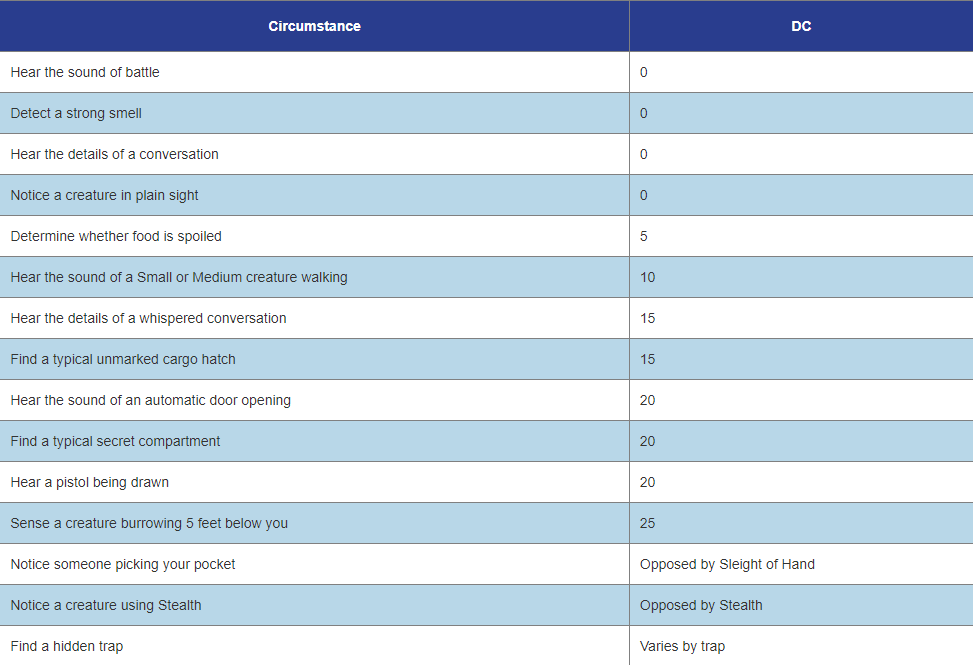 Circumstance DC
Hear the sound of battle 0
Detect a strong smell 0
Hear the details of a conversation 0
Notice a creature in plain sight 0
Determine whether food is spoiled 5
Hear the sound of a Small or Medium creature walking 10
Hear the details of a whispered conversation 15
Find a typical unmarked cargo hatch 15
Hear the sound of an automatic door opening 20
Find a typical secret compartment 20
Hear a pistol being drawn 20
Sense a creature burrowing 5 feet below you 25
Notice someone picking your pocket Opposed by Sleight of Hand
Notice a creature using Stealth Opposed by Stealth
Find a hidden trap Varies by trap